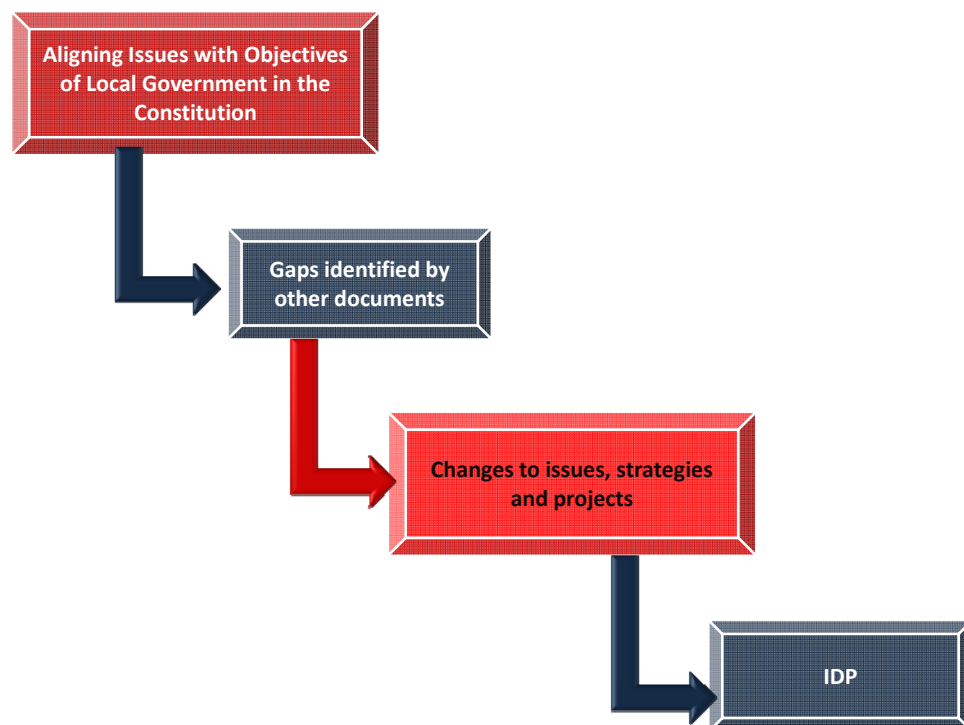 Aligning Issues with Objectives
of Local Government in the
Constitution
Gaps identified by
other documents
Changes to issues, strategies
and projects
IDP